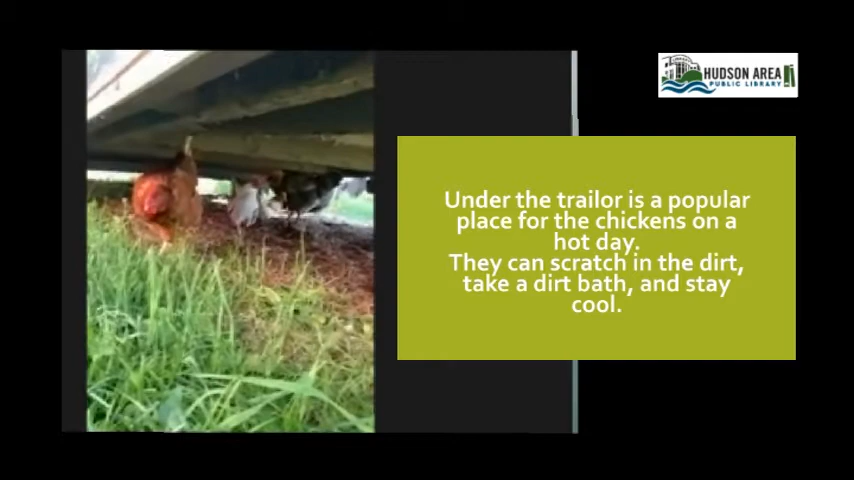 HUDSON AREA
PUBLIC LIBRARY
Under the trailor is a popular
place for the chickens on a
hot day.
They can scratch in the dirt,
take a dirt bath, and stay
cool.